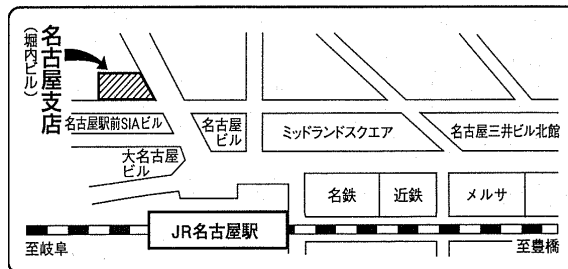 名古屋支店
(堀内ビル)
名古屋駅前SIAビル
名古屋
ビル
ミッドランドスクエア
名古屋三井ビル北館
大名古屋
ビル
名鉄
近鉄
メルサ
JR名古屋駅
至岐阜
至豊橋